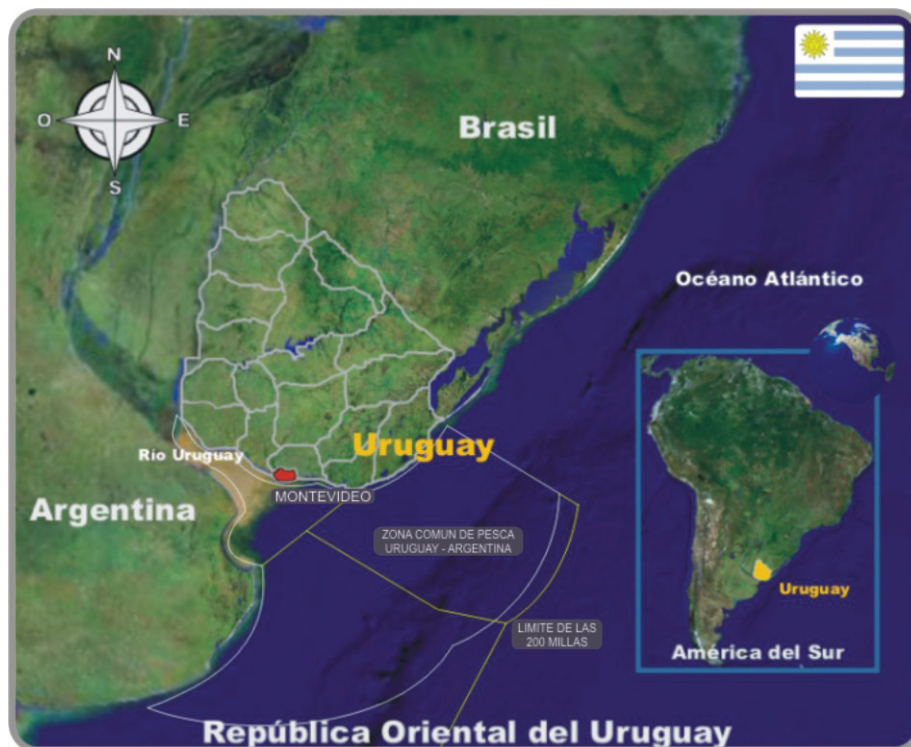 N
O
E
S
Brasil
Océano Atlántico
Uruguay
Río Uruguay
MONTEVIDEO
Argentina
ZONA COMUN DE PESCA
URUGUAY - ARGENTINA
LIMITE DE LAS
200 MILLAS
Uruguay
América del Sur
República Oriental del Uruguay